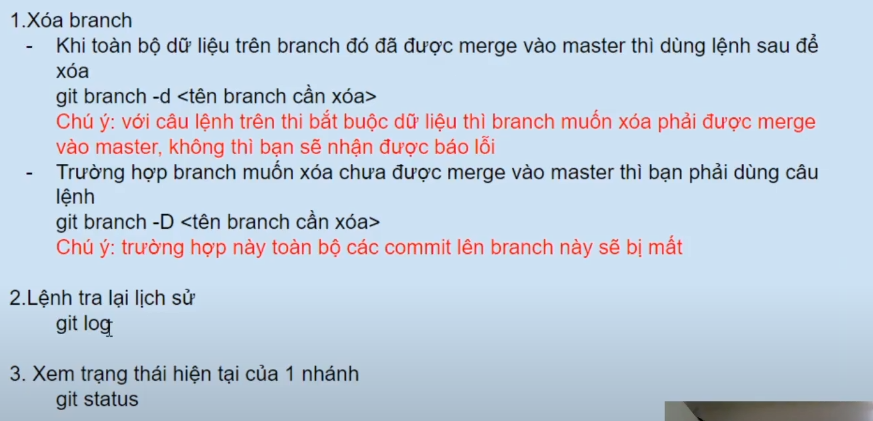 1.Xóa branch
- Khi toàn bộ dữ liệu trên branch đó đã được merge vào master thì dùng lệnh sau để
xóa
git branch -d <tên branch cần xóa>
Chú ý: với câu lệnh trên thi bắt buộc dữ liệu thì branch muốn xóa phải được merge
vào master, không thì bạn sẽ nhận được báo lỗi
- Trường hợp branch muốn xóa chưa được merge vào master thì bạn phải dùng câu
lệnh
git branch -D <tên branch cần xóa>
Chú ý: trường hợp này toàn bộ các commit lên branch này sẽ bị mất
2.Lệnh tra lại lịch sử
git log
3. Xem trạng thái hiện tại của 1 nhánh
git status